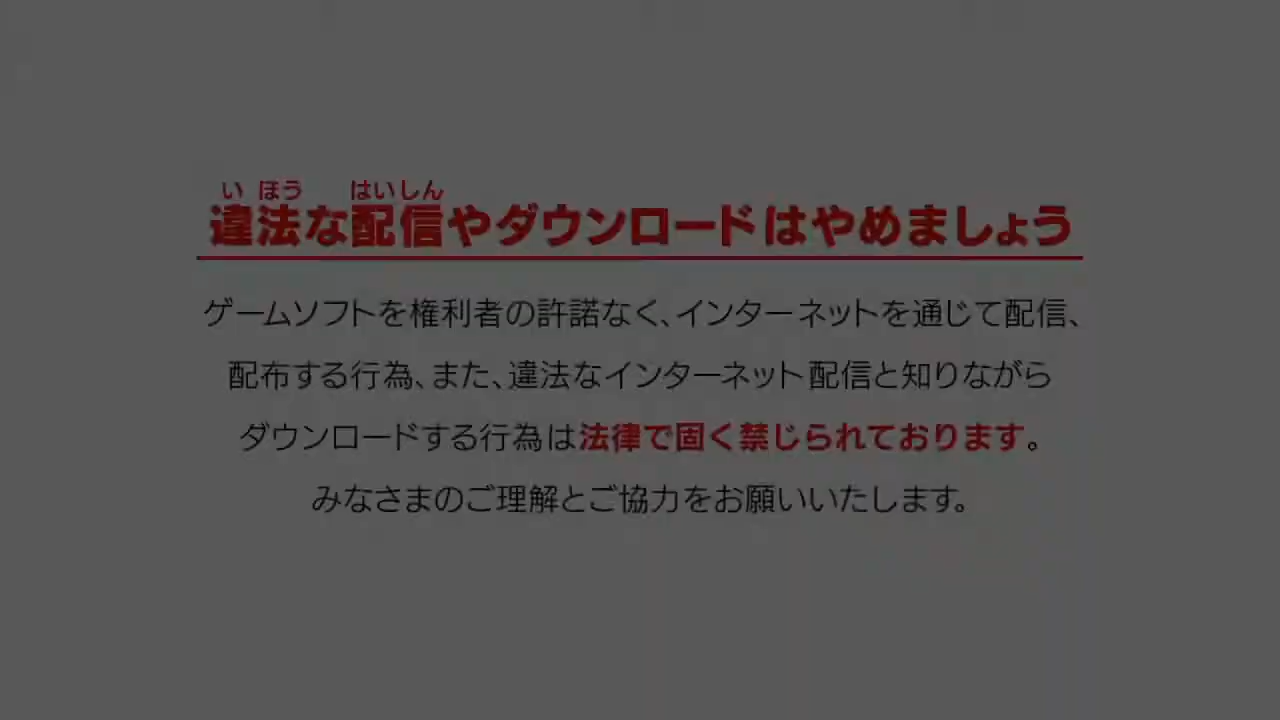 い ほう はいしん
違法な配信やダウンロードはやめましょう
ゲームソフトを権利者の許諾なく、インターネットを通じて配信、
配布する行為、また、違法なインターネット配信と知りながら
ダウンロードする行為は法律で固く禁じられております。
みなさまのご理解とご協力をお願いいたします。